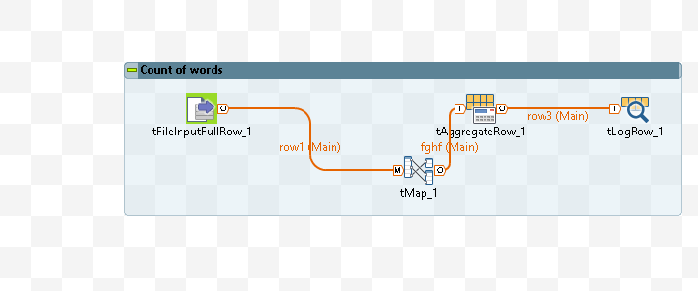 Count of words
tFileInputFullRow_1
row1 (Main)
M
tMap_1
fghf (Main)
tAggregateRow_1
row3 (Main)
tLogRow_1